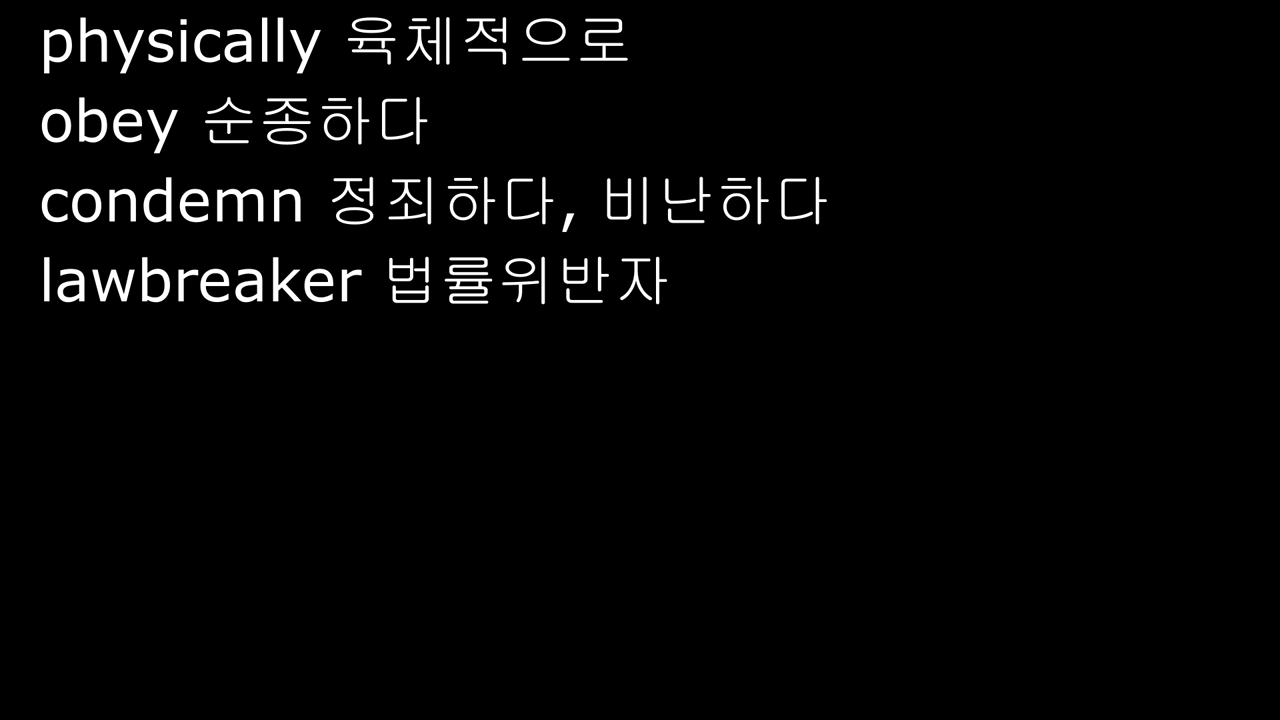 physically 육체적으로
obey 순종하다
condemn 정죄하다, 비난하다
lawbreaker 법률위반자